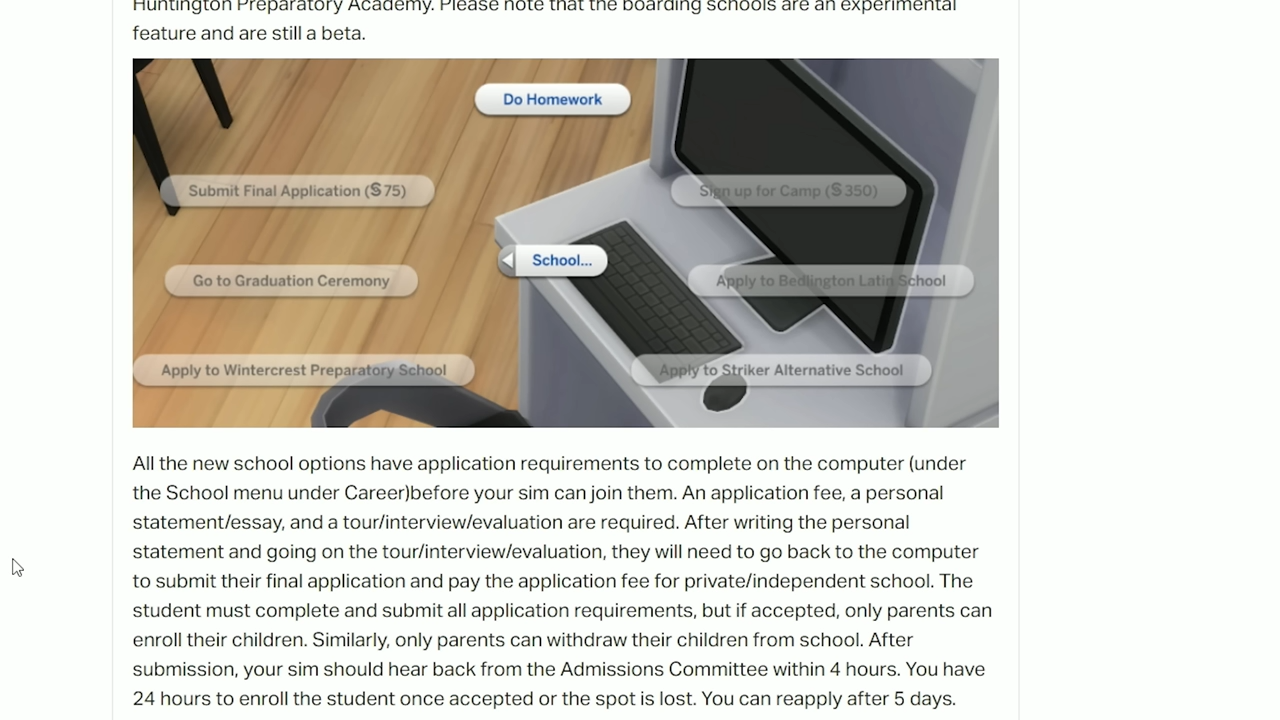 Huntington Preparatory Academy. Please note that the boarding schools are an experimental
feature and are still a beta.
Do Homework
Submit Final Application (§75)
Sign up for Camp (§350)
School...
Go to Graduation Ceremony
Apply to Bedlington Latin School
Apply to Wintercrest Preparatory School
Apply to Striker Alternative School
All the new school options have application requirements to complete on the computer (under
the School menu under Career)before your sim can join them. An application fee, a personal
statement/essay, and a tour/interview/evaluation are required. After writing the personal
statement and going on the tour/interview/evaluation, they will need to go back to the computer
to submit their final application and pay the application fee for private/independent school. The
student must complete and submit all application requirements, but if accepted, only parents can
enroll their children. Similarly, only parents can withdraw their children from school. After
submission, your sim should hear back from the Admissions Committee within 4 hours. You have
24 hours to enroll the student once accepted or the spot is lost. You can reapply after 5 days.